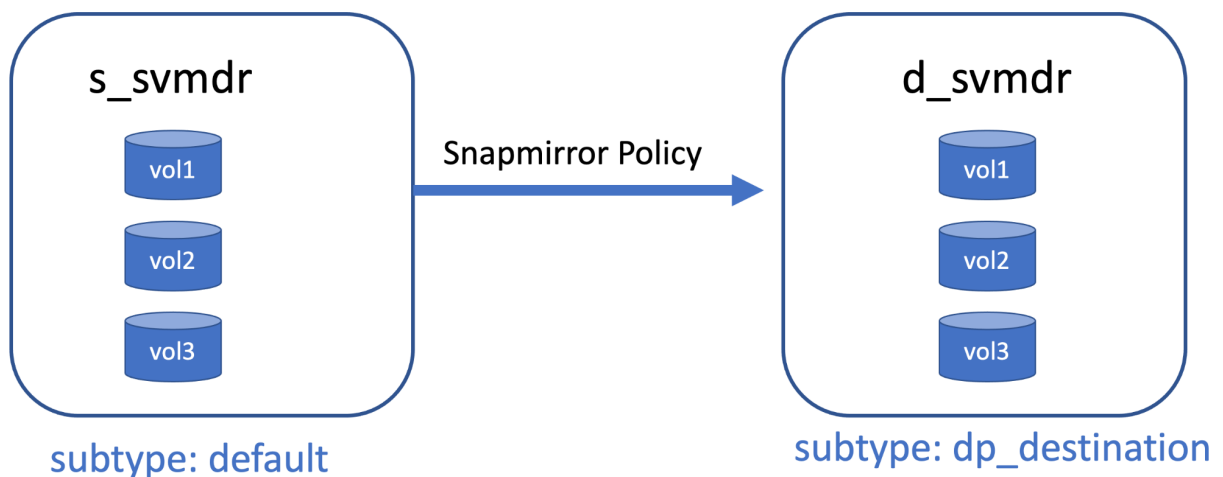 s_svmdr
vol1
vol2
vol3
subtype: default
Snapmirror Policy
d_svmdr
vol1
vol2
vol3
subtype: dp_destination